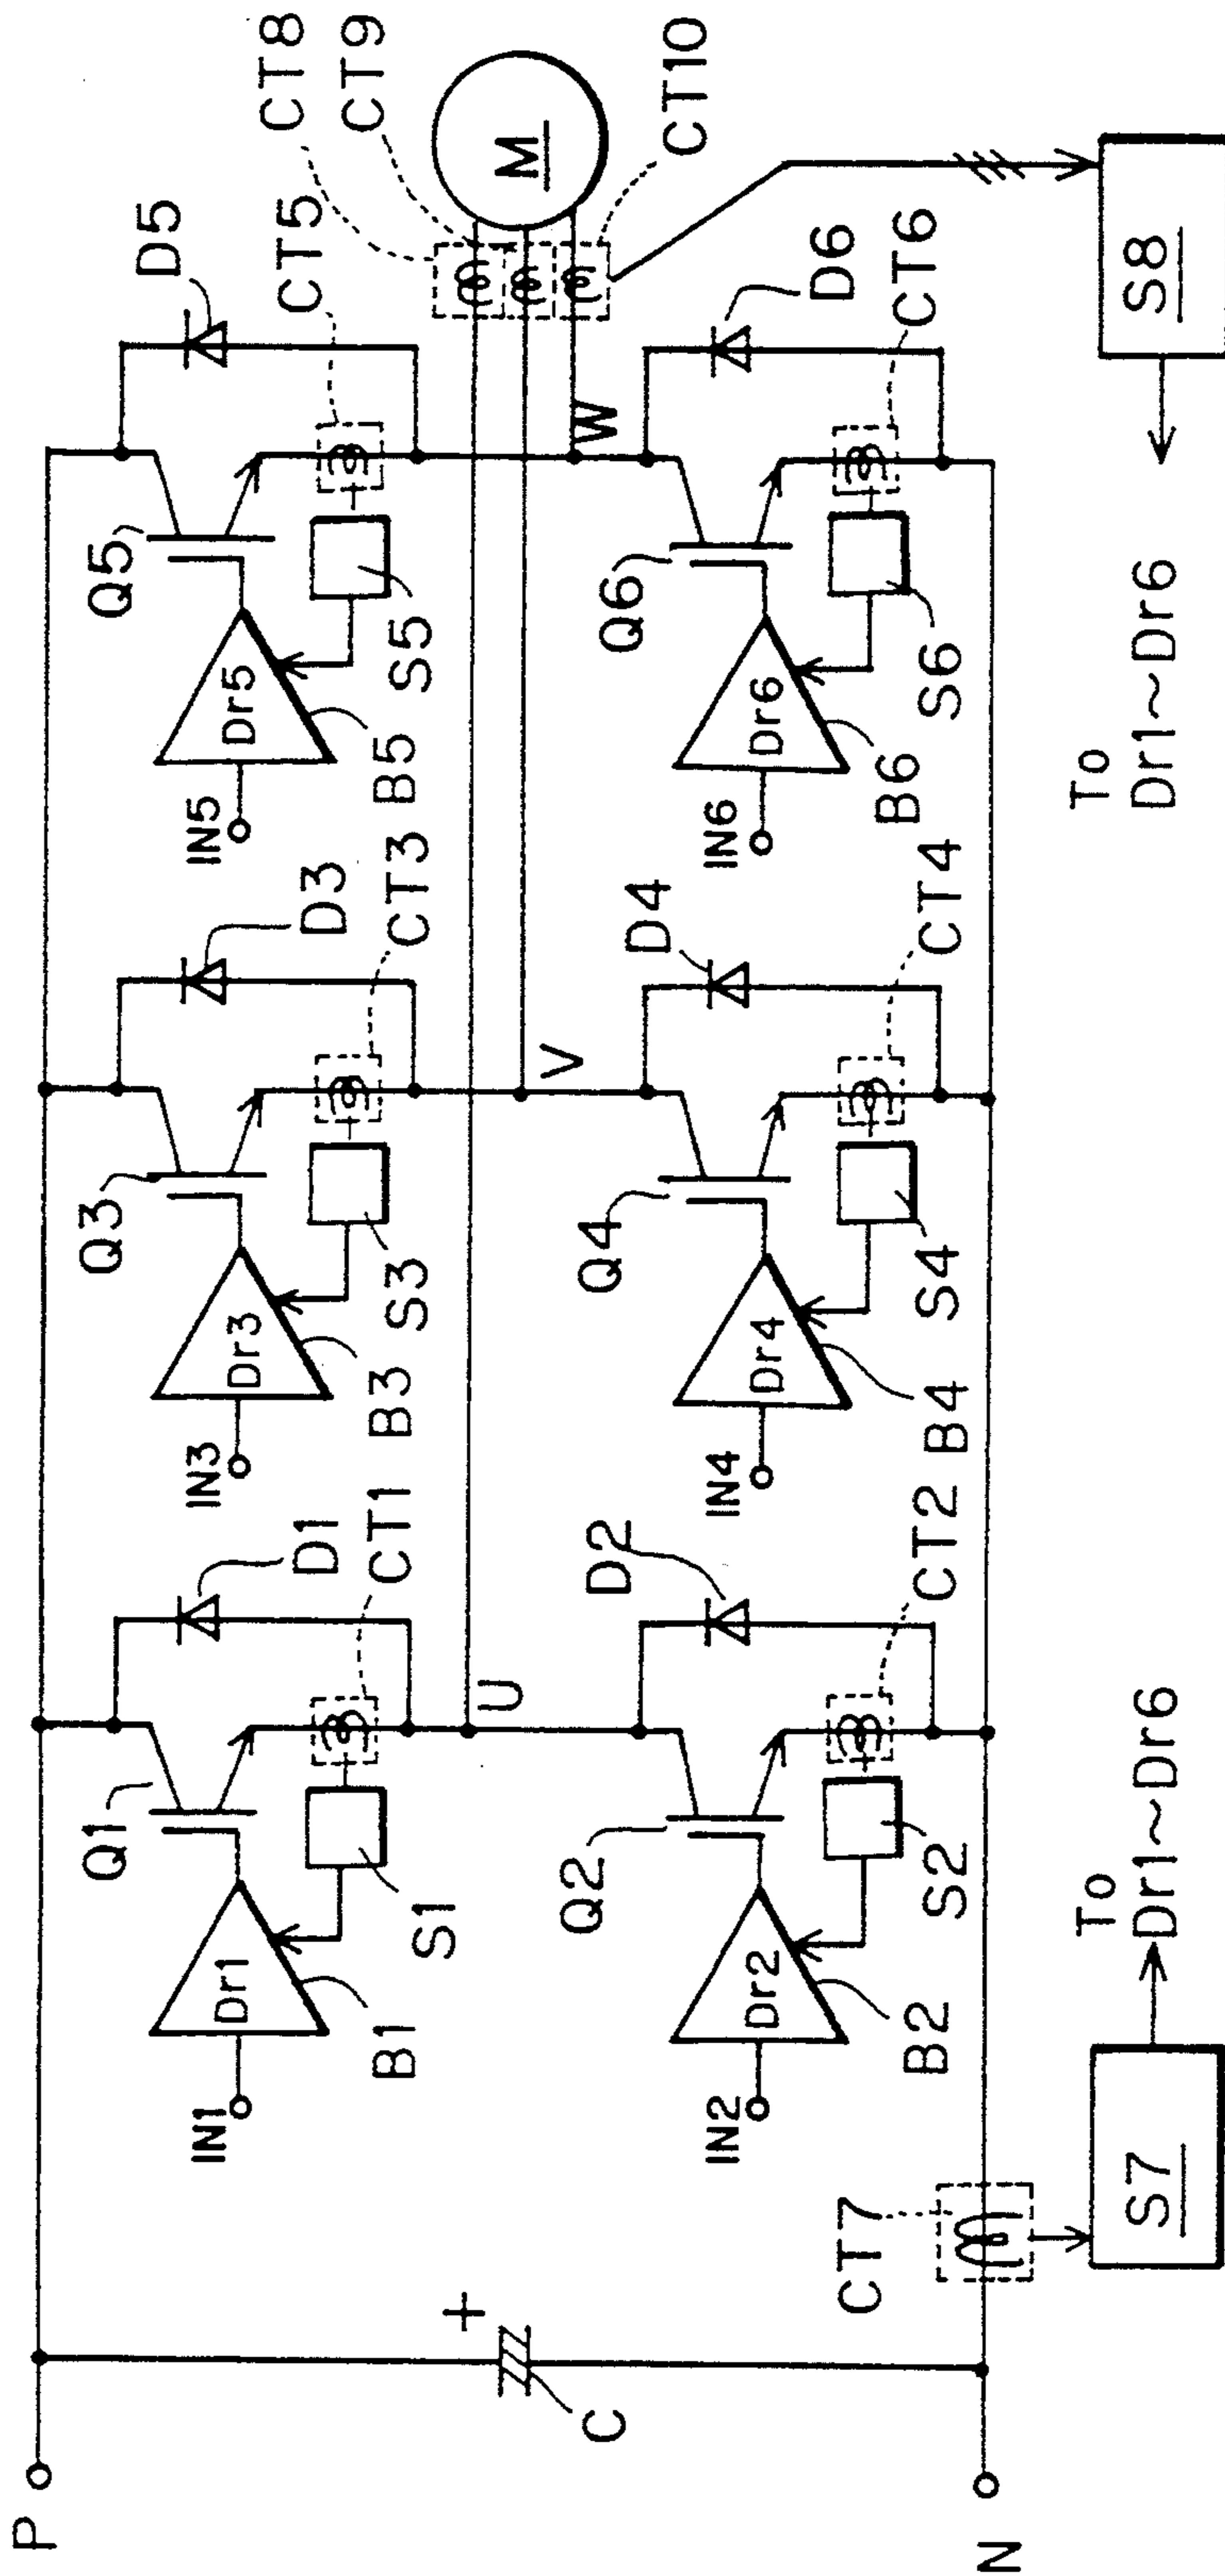 P
N
C
+
CT7
S7
To
Dr1~Dr6
IN1
Dr1
B1
Q1
S1
D1
CT1
U
IN2
Dr2
B2
Q2
S2
D2
CT2
IN3
Dr3
B3
Q3
S3
D3
CT3
V
IN4
Dr4
B4
Q4
S4
D4
CT4
IN5
Dr5
B5
Q5
S5
D5
CT5
W
IN6
Dr6
B6
Q6
S6
D6
CT6
CT8
CT9
CT10
M
S8
To
Dr1~Dr6